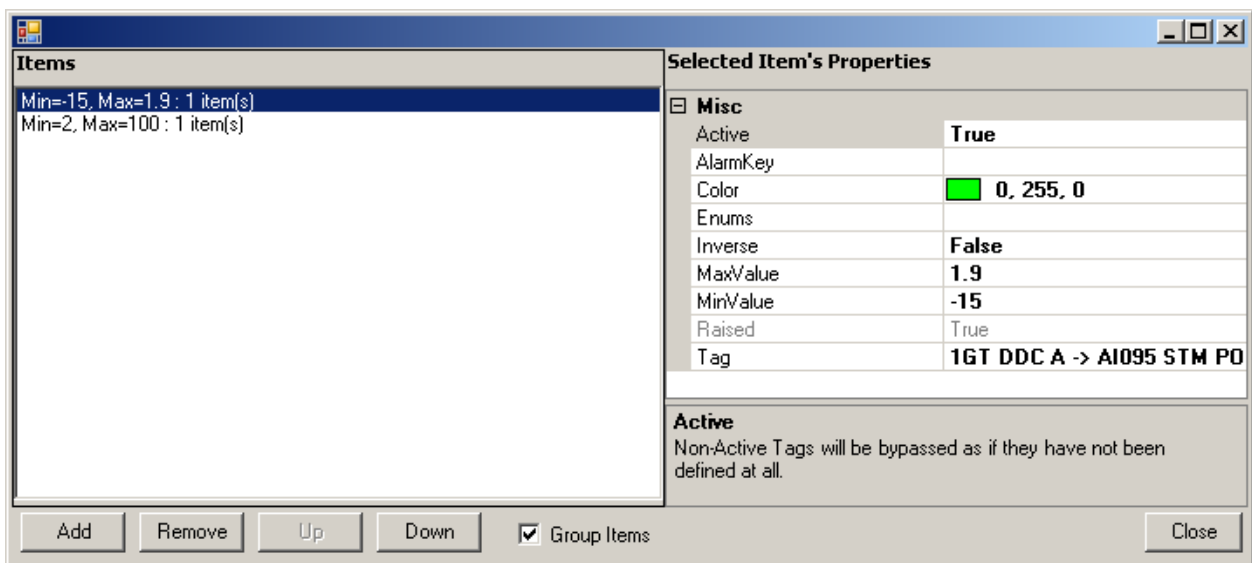 Items
Min=-15, Max=1.9 : 1 item(s)
Min=2, Max=100 : 1 item(s)
Selected Item's Properties
Misc
Active True
AlarmKey
Color 0, 255, 0
Enums
Inverse False
MaxValue 1.9
MinValue -15
Raised True
Tag 1GT DDC A -> AI095 STM PO
Active
Non-Active Tags will be bypassed as if they have not been
defined at all.
Add Remove Up Down Group Items Close